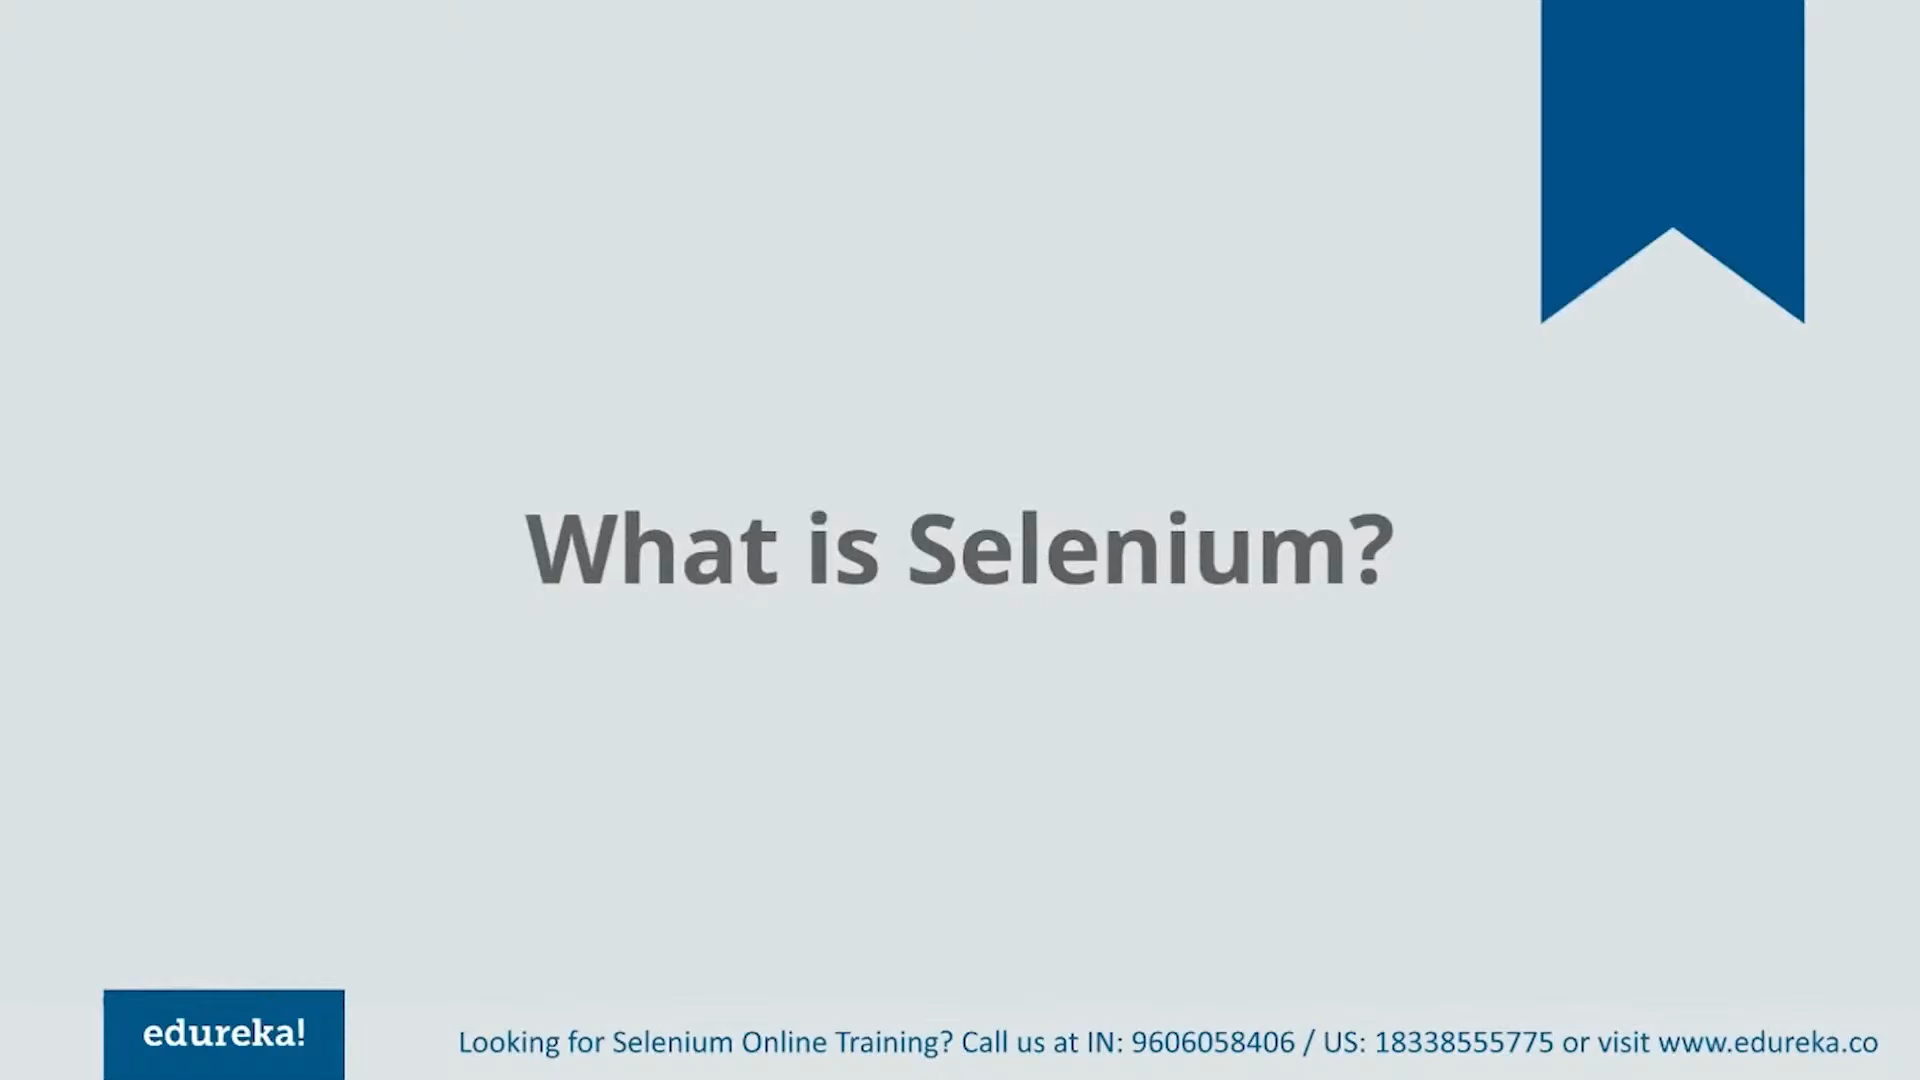 What is Selenium?
edureka!
Looking for Selenium Online Training? Call us at IN: 9606058406 / US: 18338555775 or visit www.edureka.co